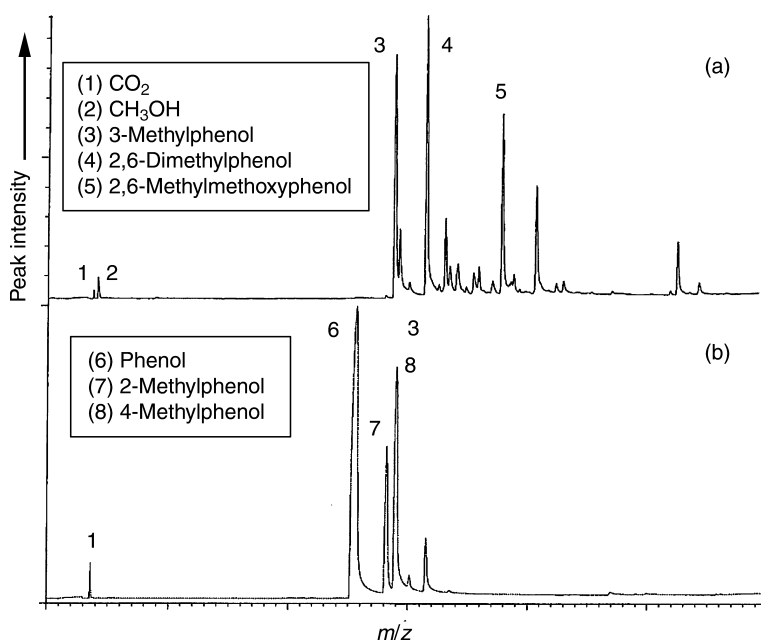 Peak intensity
(a)
(1) CO₂
(2) CH₃OH
(3) 3-Methylphenol
(4) 2,6-Dimethylphenol
(5) 2,6-Methylmethoxyphenol
3
4
5
1
2
(b)
(6) Phenol
(7) 2-Methylphenol
(8) 4-Methylphenol
6
3
8
7
1
m/z